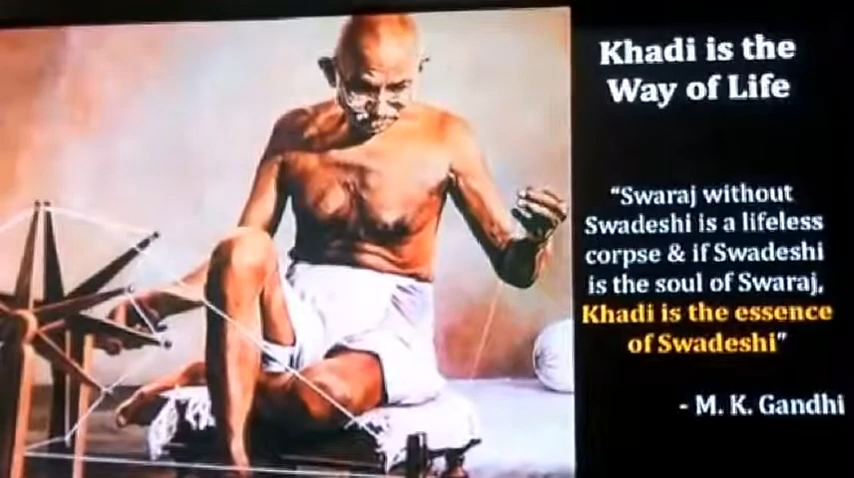 Khadi is the
Way of Life
"Swaraj without
Swadeshi is a lifeless
corpse & if Swadeshi
is the soul of Swaraj,
Khadi is the essence
of Swadeshi"
- M. K. Gandhi